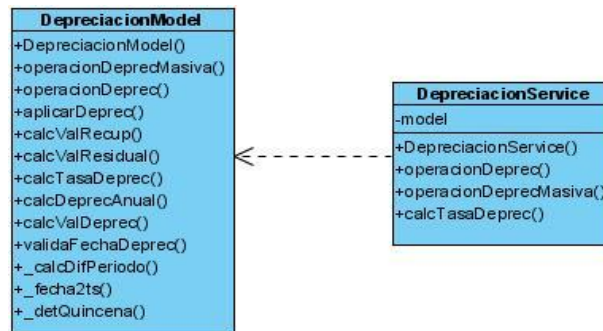 DepreciacionModel
+DepreciacionModel()
+operacionDeprecMasiva()
+operacionDeprec()
+aplicarDeprec()
+calcValRecup()
+calcValResidual()
+calcTasaDeprec()
+calcDeprecAnual()
+calcValDeprec()
+validaFechaDeprec()
+_calcDifPeriodo()
+_fecha2ts()
+_detQuincena()
DepreciacionService
-model
+DepreciacionService()
+operacionDeprec()
+operacionDeprecMasiva()
+calcTasaDeprec()